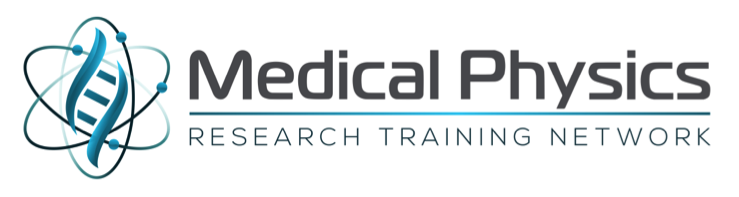 Medical Physics
RESEARCH TRAINING NETWORK